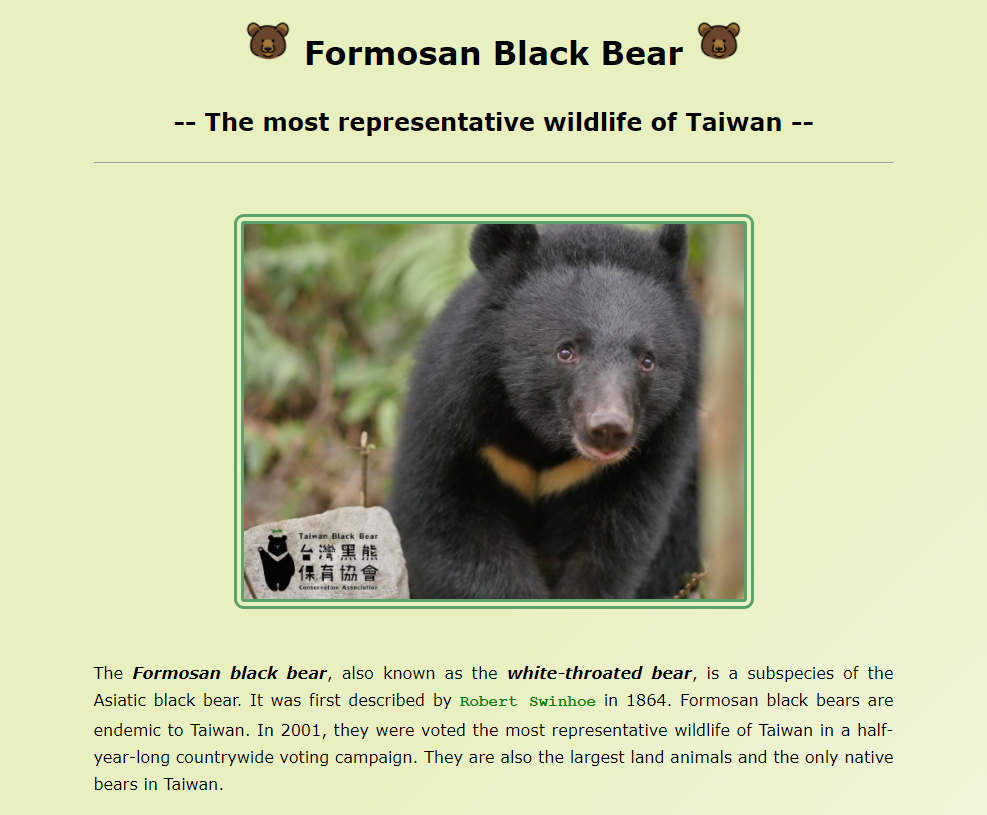 Formosan Black Bear
-- The most representative wildlife of Taiwan --
Taiwan Black Bear
台灣黑熊
保育協會
Conservation Association
The Formosan black bear, also known as the white-throated bear, is a subspecies of the
Asiatic black bear. It was first described by Robert Swinhoe in 1864. Formosan black bears are
endemic to Taiwan. In 2001, they were voted the most representative wildlife of Taiwan in a half-
year-long countrywide voting campaign. They are also the largest land animals and the only native
bears in Taiwan.